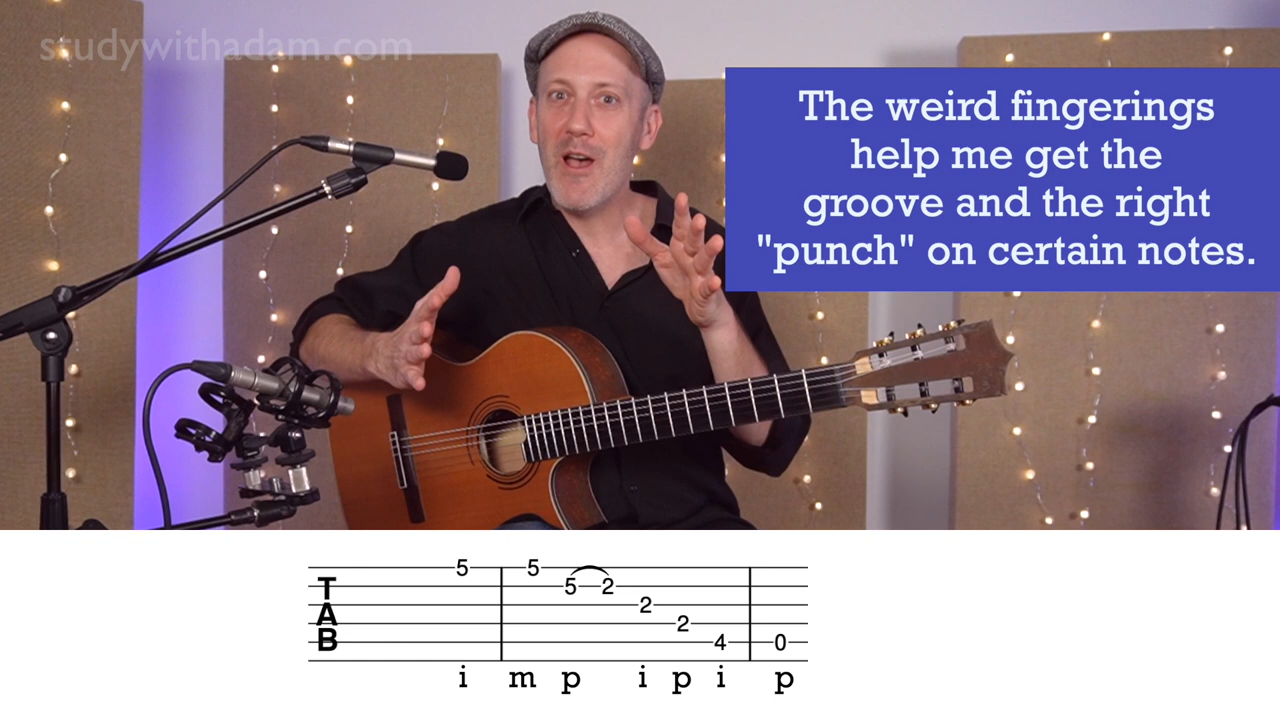 studywithadam.com
The weird fingerings
help me get the
groove and the right
"punch" on certain notes.
T
A
B
5 5
5 2
2
2
4 0
i m p i p i p